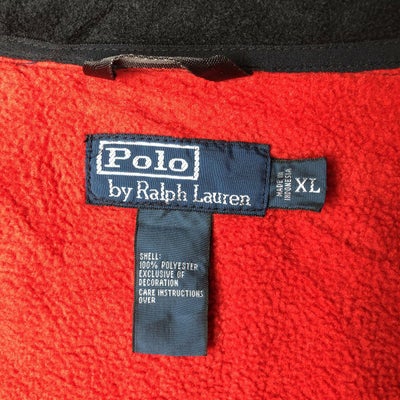 Polo
by Ralph Lauren
MADE IN
INDONESIA
XL
SHELL:
100% POLYESTER
EXCLUSIVE OF
DECORATION
CARE INSTRUCTIONS
OVER